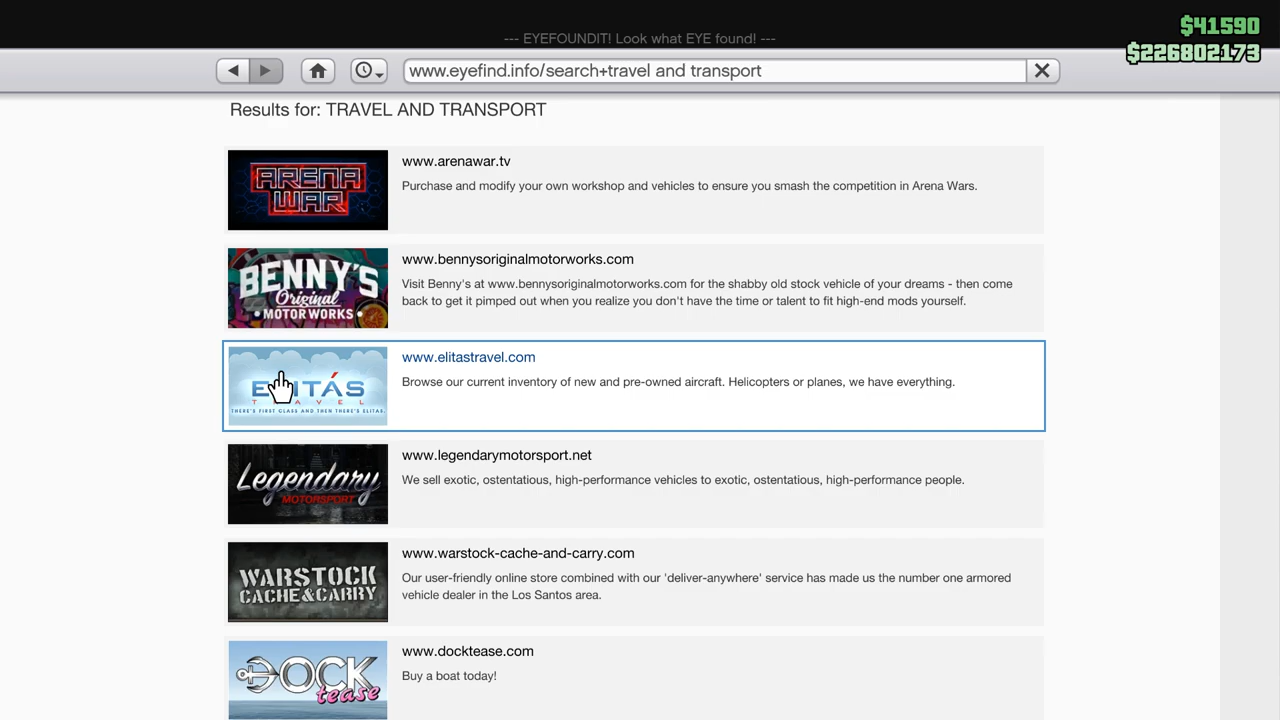 $41590
--- EYEFOUNDIT! Look what EYE found! ---
$226802173
www.eyefind.info/search+travel and transport
Results for: TRAVEL AND TRANSPORT
ARENA
WAR
www.arenawar.tv
Purchase and modify your own workshop and vehicles to ensure you smash the competition in Arena Wars.
BENNY'S
Original
• MOTOR WORKS •
www.bennysoriginalmotorworks.com
Visit Benny's at www.bennysoriginalmotorworks.com for the shabby old stock vehicle of your dreams - then come
back to get it pimped out when you realize you don't have the time or talent to fit high-end mods yourself.
THERE'S FIRST CLASS AND THEN THERE'S ELITAS.
www.elitastravel.com
Browse our current inventory of new and pre-owned aircraft. Helicopters or planes, we have everything.
Legendary
MOTORSPORT
www.legendarymotorsport.net
We sell exotic, ostentatious, high-performance vehicles to exotic, ostentatious, high-performance people.
WARSTOCK
CACHE&CARRY
www.warstock-cache-and-carry.com
Our user-friendly online store combined with our 'deliver-anywhere' service has made us the number one armored
vehicle dealer in the Los Santos area.
DOCK
tease
www.docktease.com
Buy a boat today!